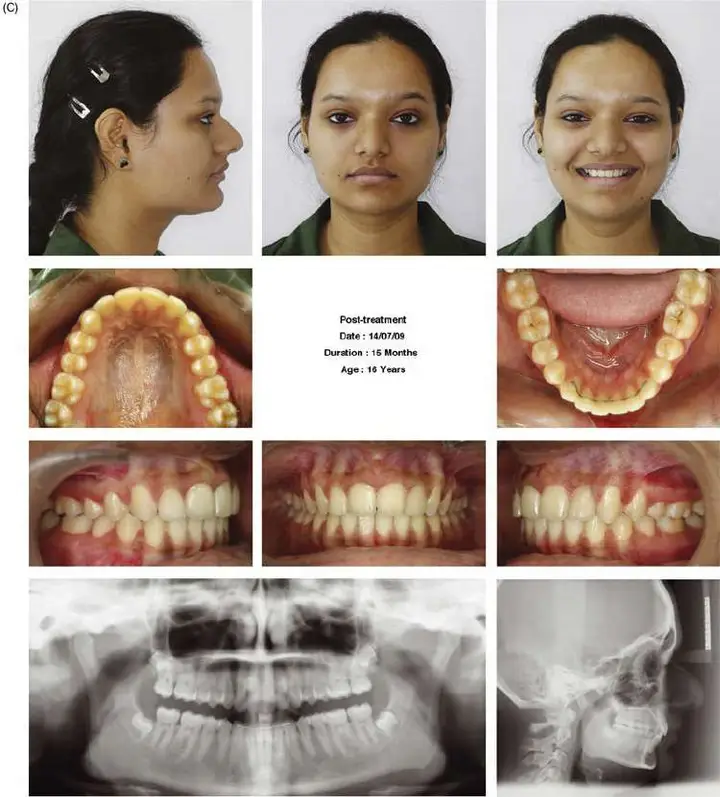 (C)
Post-treatment
Date : 14/07/09
Duration : 15 Months
Age : 16 Years